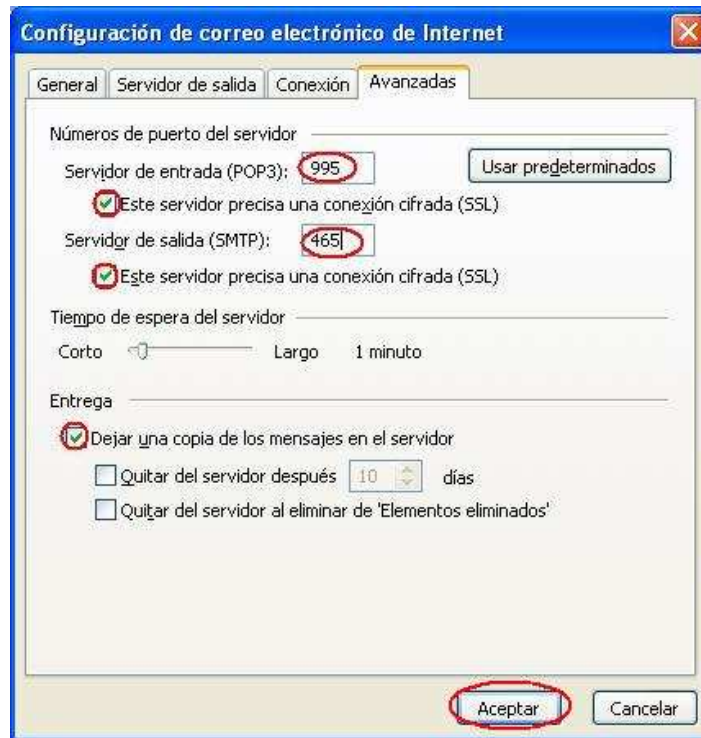 Configuración de correo electrónico de Internet
General Servidor de salida Conexión Avanzadas
Números de puerto del servidor
Servidor de entrada (POP3): 995 Usar predeterminados
Este servidor precisa una conexión cifrada (SSL)
Servidor de salida (SMTP): 465
Este servidor precisa una conexión cifrada (SSL)
Tiempo de espera del servidor
Corto Largo 1 minuto
Entrega
Dejar una copia de los mensajes en el servidor
Quitar del servidor después 10 días
Quitar del servidor al eliminar de 'Elementos eliminados'
Aceptar Cancelar